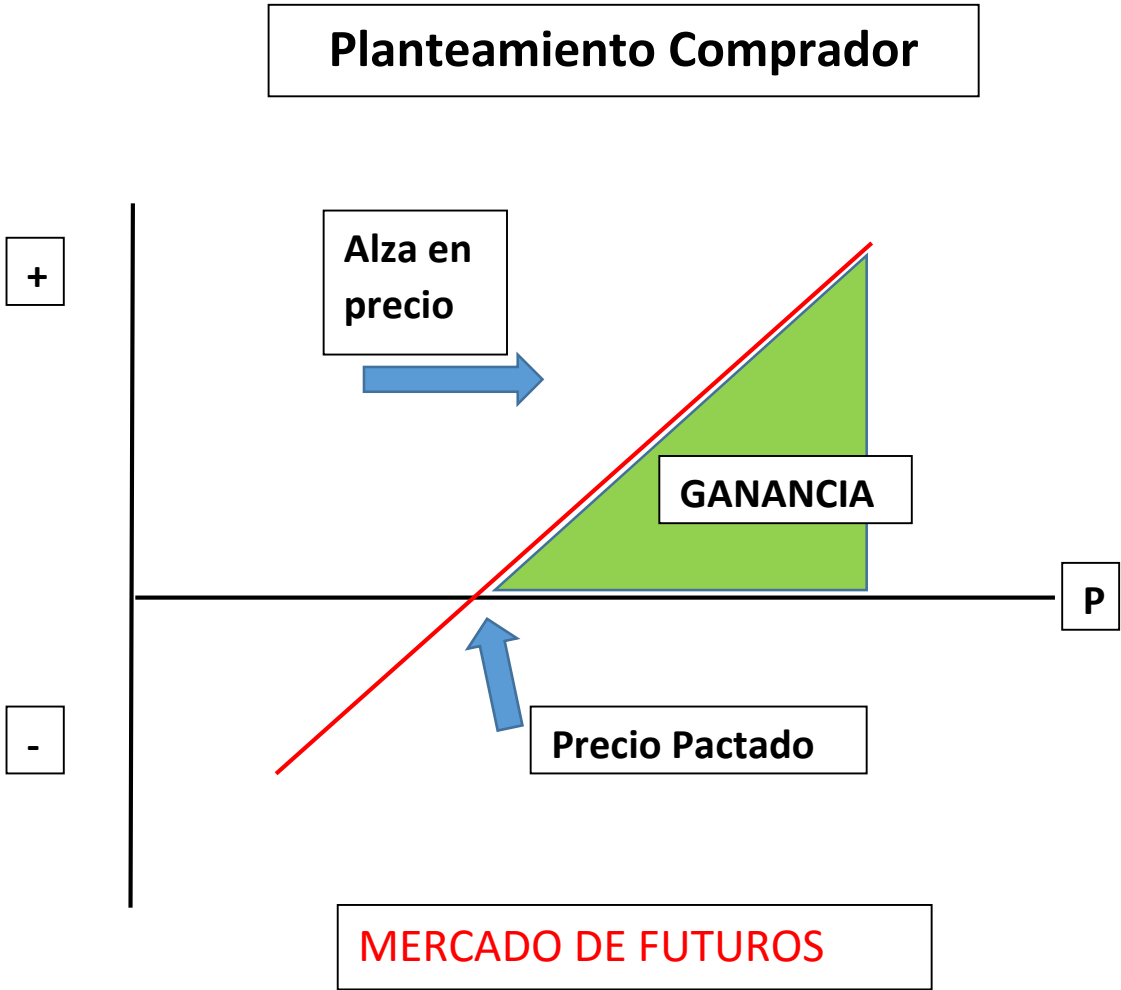 Planteamiento Comprador
Alza en
precio
+
GANANCIA
P
-
Precio Pactado
MERCADO DE FUTUROS